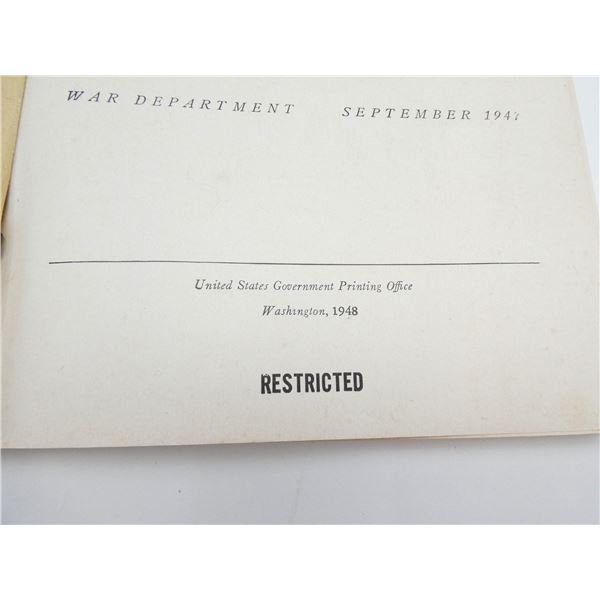 WAR DEPARTMENT SEPTEMBER 1947
United States Government Printing Office
Washington, 1948
RESTRICTED